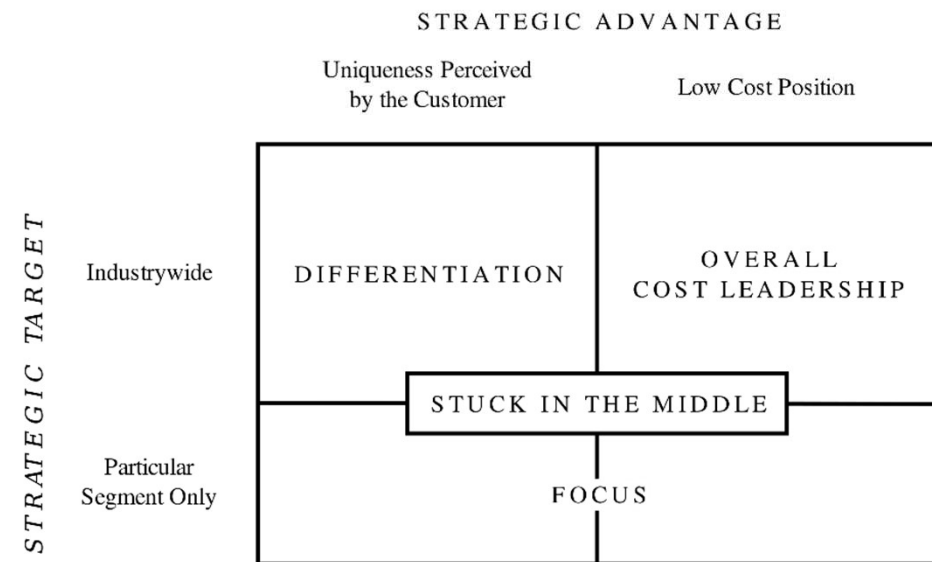 STRATEGIC ADVANTAGE
Uniqueness Perceived
by the Customer
Low Cost Position
STRATEGIC TARGET
Industrywide
DIFFERENTIATION
OVERALL
COST LEADERSHIP
STUCK IN THE MIDDLE
Particular
Segment Only
FOCUS